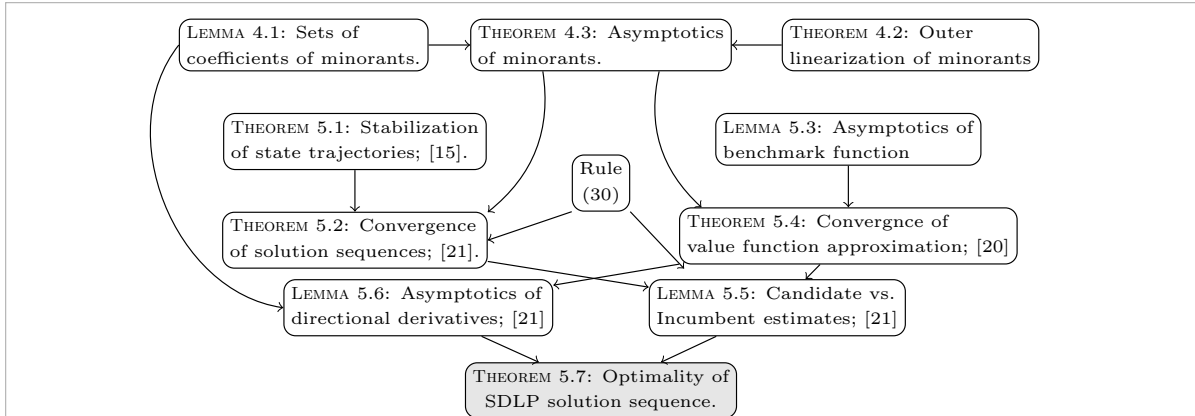 LEMMA 4.1: Sets of
coefficients of minorants.
THEOREM 4.3: Asymptotics
of minorants.
THEOREM 4.2: Outer
linearization of minorants
THEOREM 5.1: Stabilization
of state trajectories; [15].
Rule
(30)
LEMMA 5.3: Asymptotics of
benchmark function
THEOREM 5.2: Convergence
of solution sequences; [21].
THEOREM 5.4: Convergnce of
value function approximation; [20]
LEMMA 5.6: Asymptotics of
directional derivatives; [21]
LEMMA 5.5: Candidate vs.
Incumbent estimates; [21]
THEOREM 5.7: Optimality of
SDLP solution sequence.